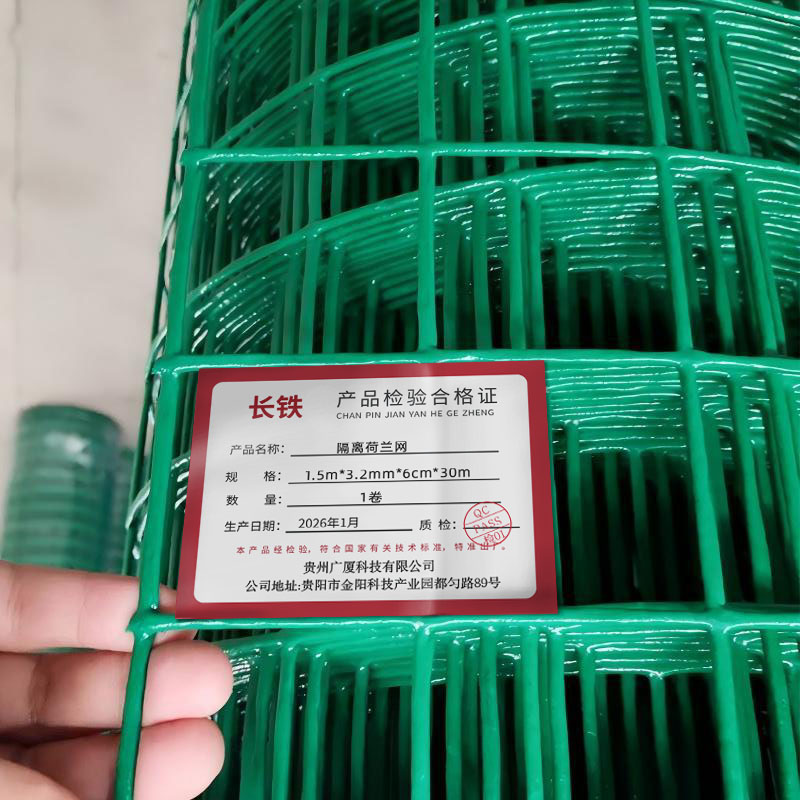 长铁 产品检验合格证
CHAN PIN JIAN YAN HE GE ZHENG
产品名称: 隔离荷兰网
规 格: 1.5m*3.2mm*6cm*30m
数 量: 1卷
生产日期: 2026年1月 质 检:
QC
PASS
检01
本产品经检验,符合国家有关技术标准,特准出厂。
贵州广厦科技有限公司
公司地址:贵阳市金阳科技产业园都匀路89号